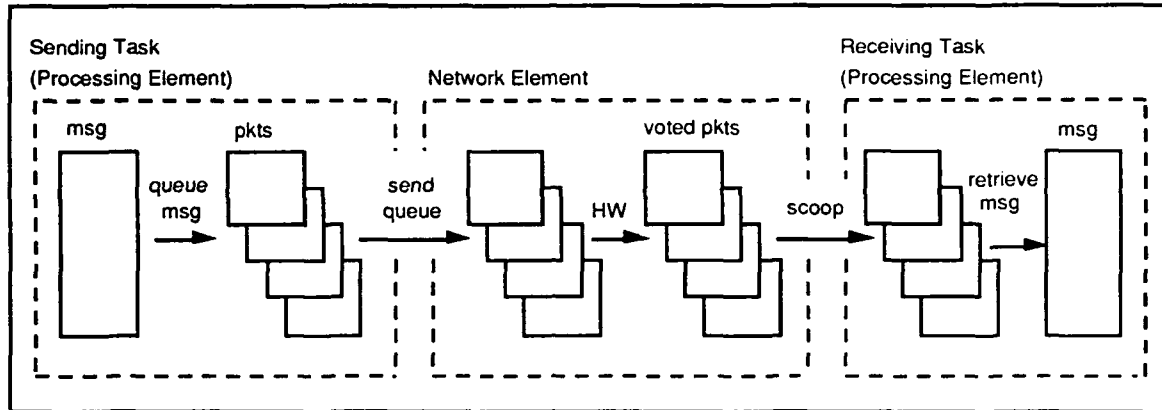 Sending Task
(Processing Element)
Network Element
Receiving Task
(Processing Element)
msg
pkts
voted pkts
msg
queue
msg
send
queue
HW
scoop
retrieve
msg